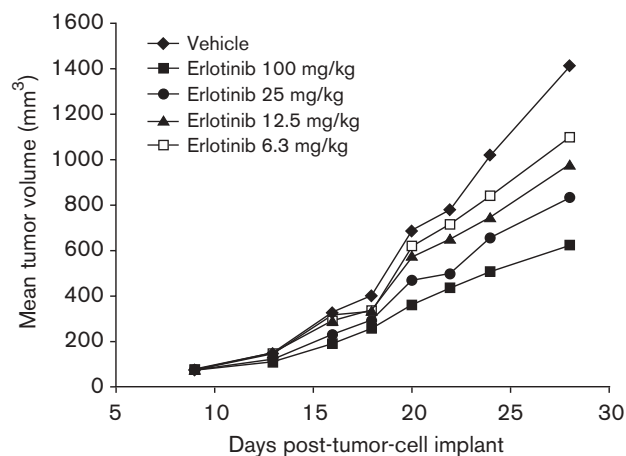 1600
1400
1200
1000
800
600
400
200
0
Mean tumor volume (mm³)
Vehicle
Erlotinib 100 mg/kg
Erlotinib 25 mg/kg
Erlotinib 12.5 mg/kg
Erlotinib 6.3 mg/kg
5 10 15 20 25 30
Days post-tumor-cell implant